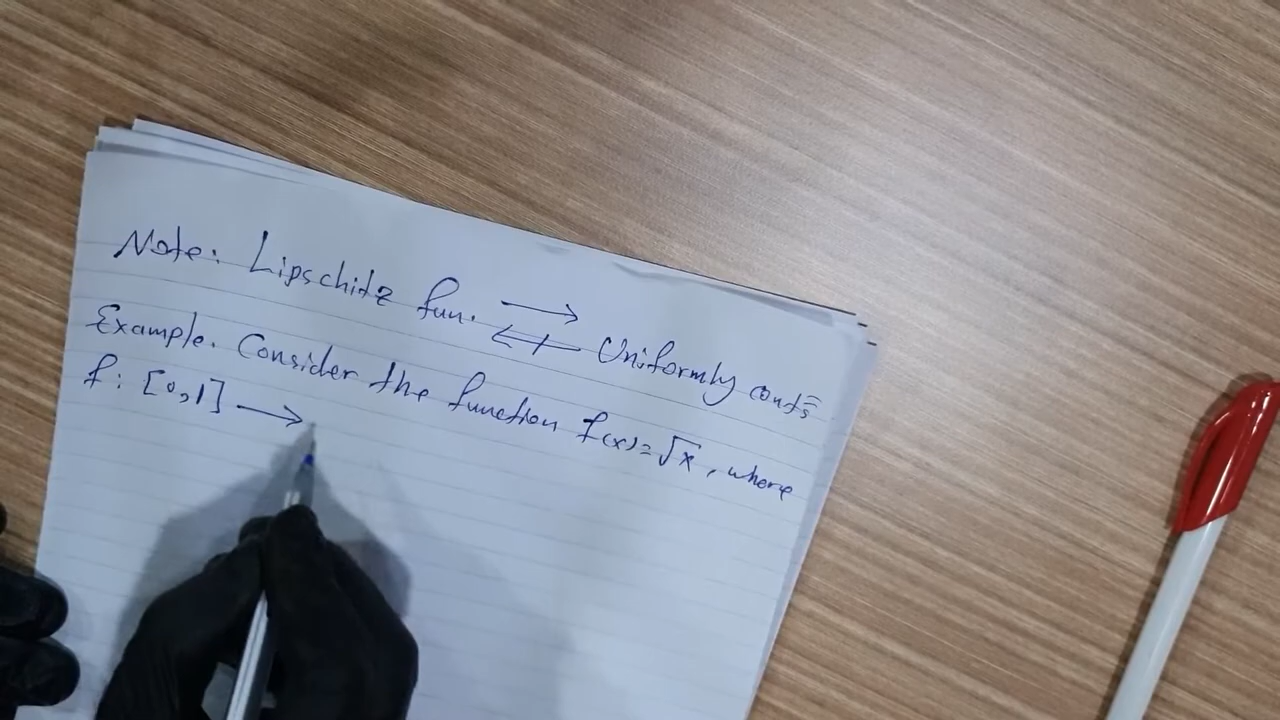 Note: Lipschitz fun. → ⇍ Uniformly conts
Example. Consider the function f(x)=√x, where
f: [0,1] →